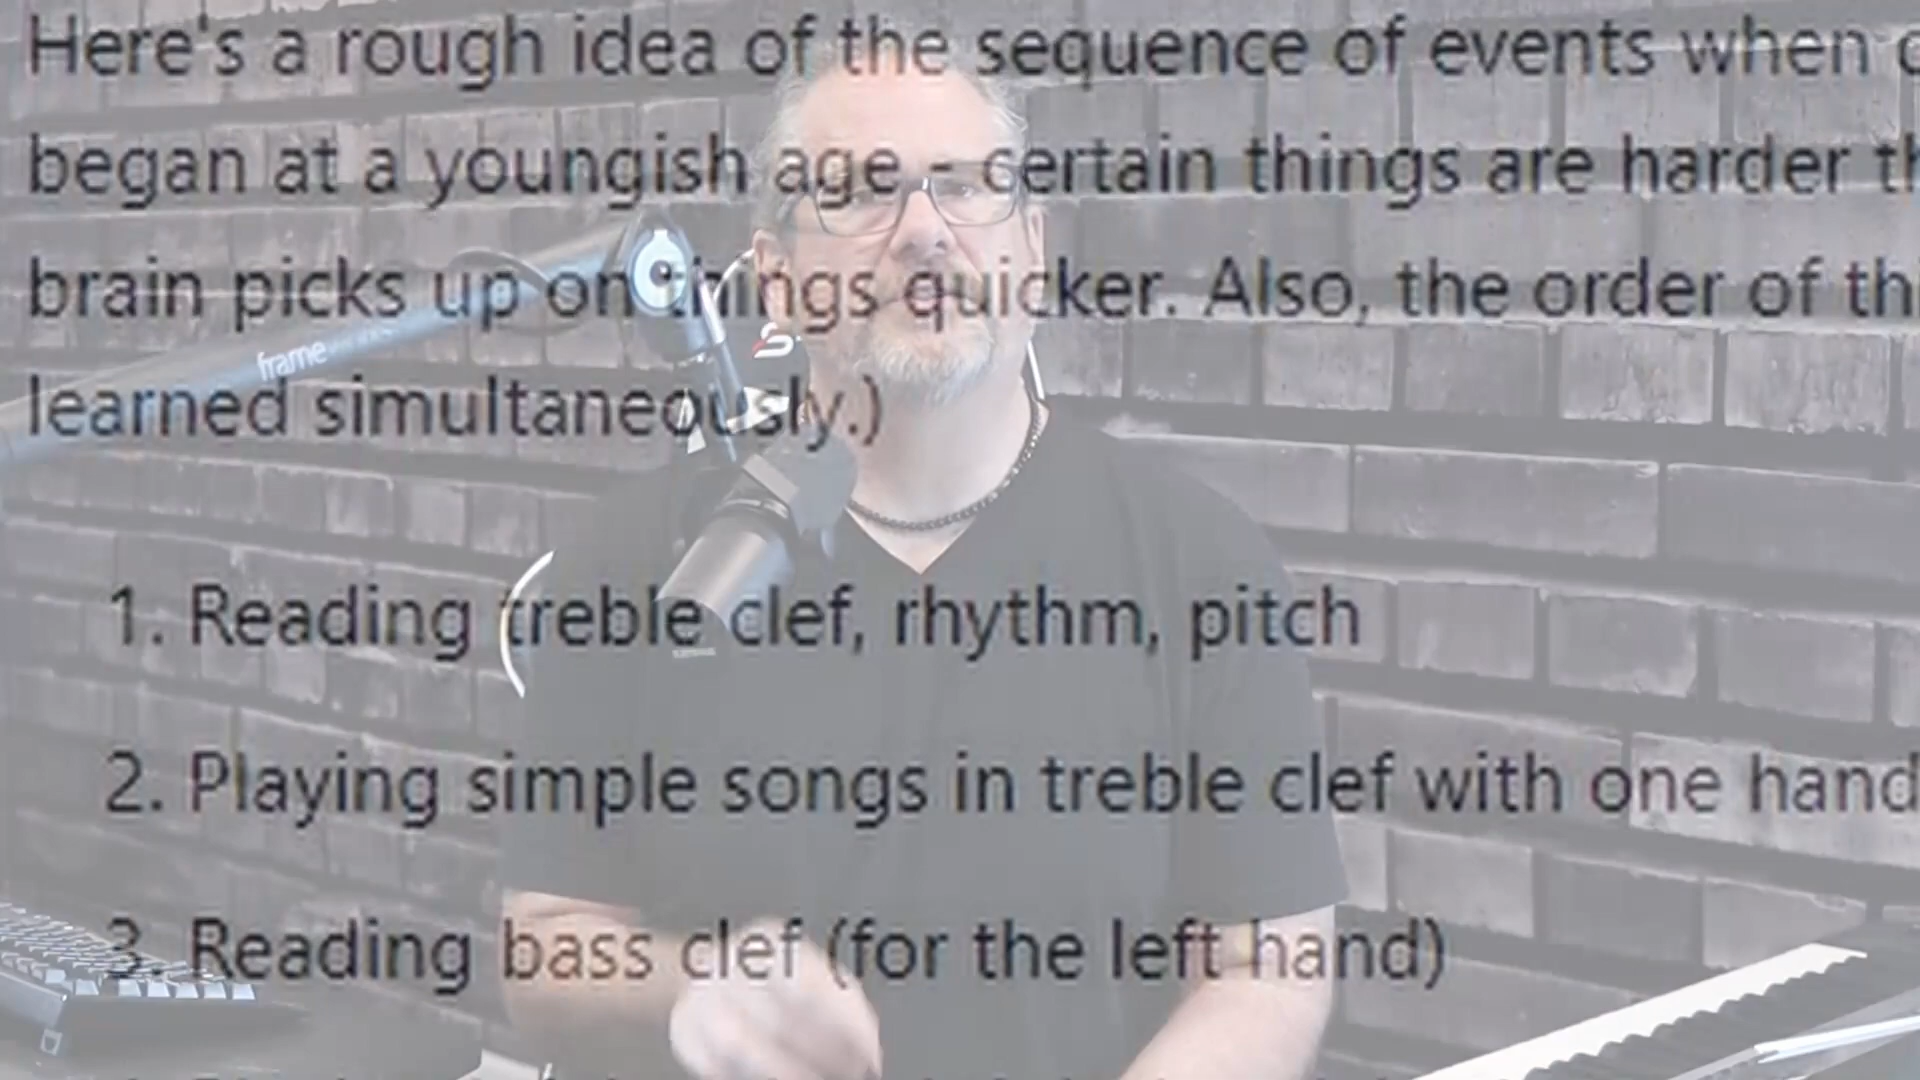 Here's a rough idea of the sequence of events when
began at a youngish age - certain things are harder
brain picks up on things quicker. Also, the order of
learned simultaneously.)
frame
1. Reading treble clef, rhythm, pitch
2. Playing simple songs in treble clef with one hand
3. Reading bass clef (for the left hand)